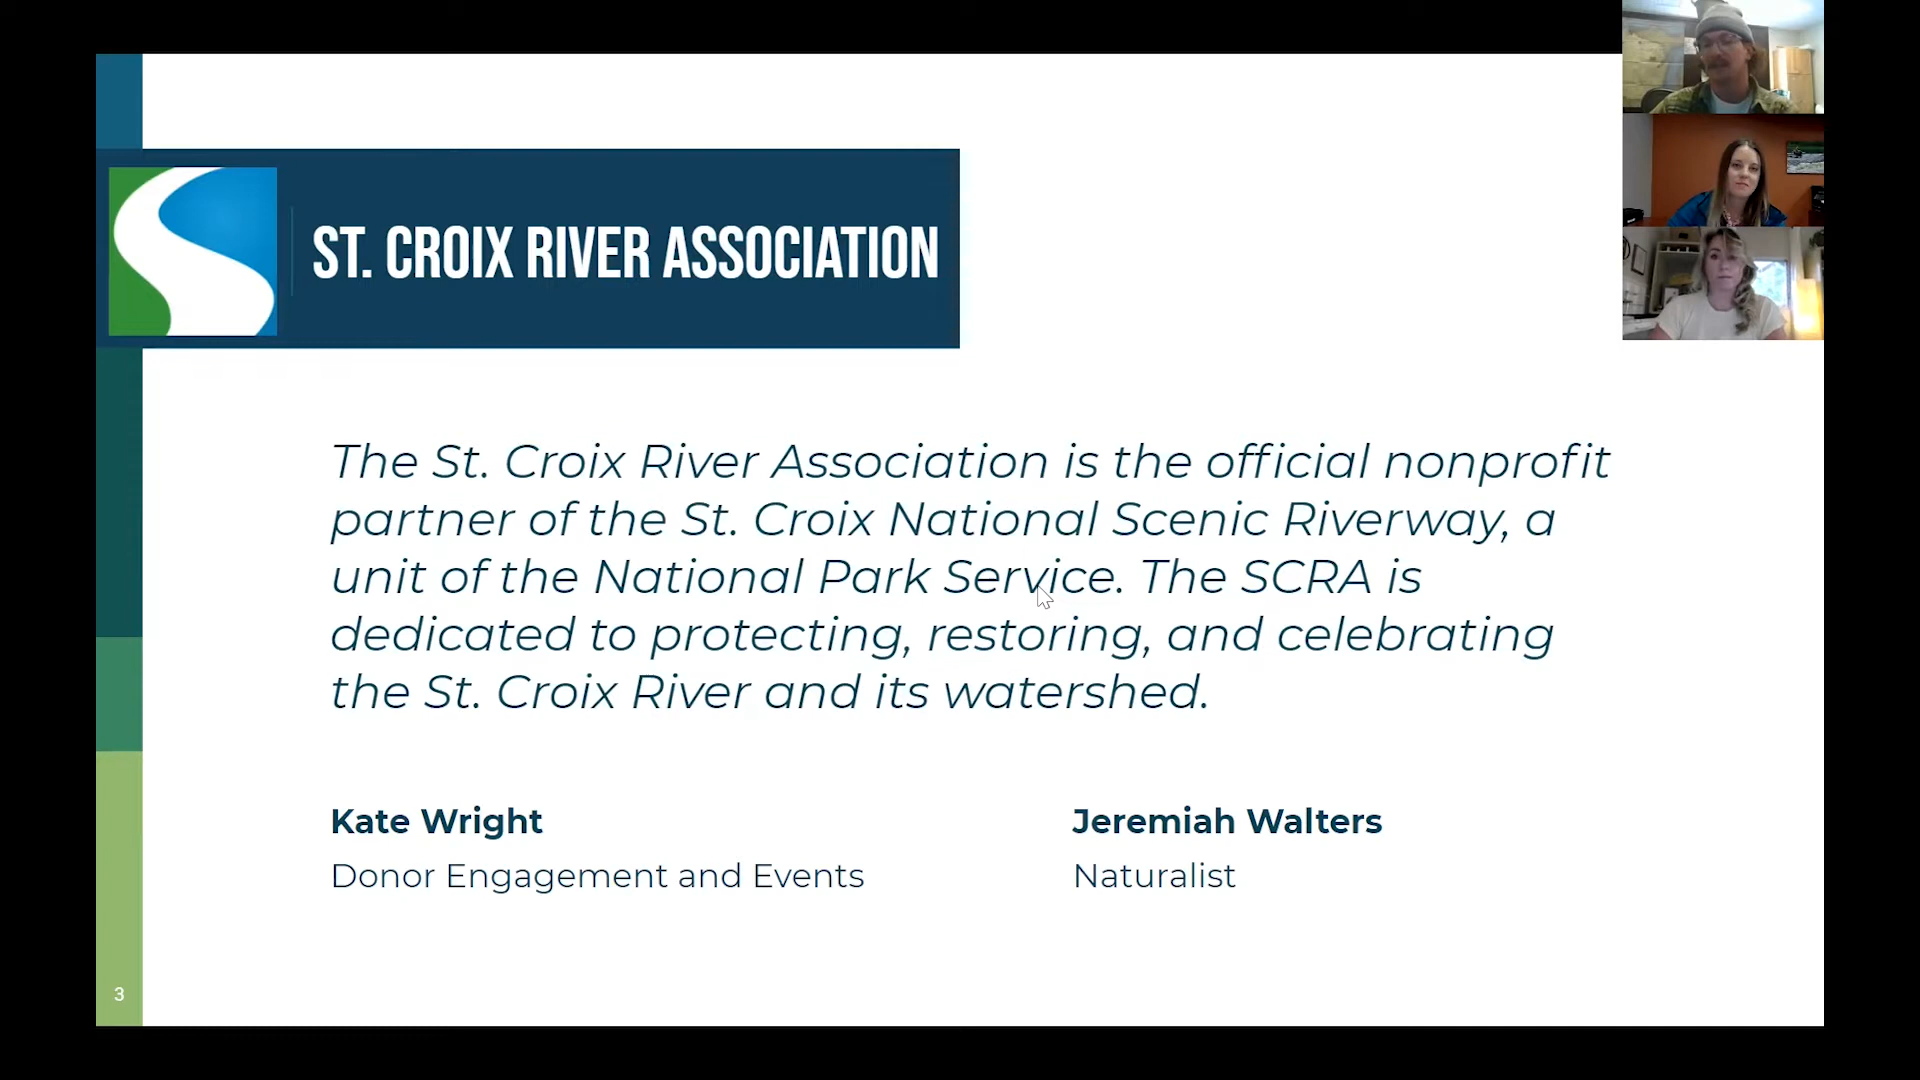 ST. CROIX RIVER ASSOCIATION
The St. Croix River Association is the official nonprofit
partner of the St. Croix National Scenic Riverway, a
unit of the National Park Service. The SCRA is
dedicated to protecting, restoring, and celebrating
the St. Croix River and its watershed.
Kate Wright
Donor Engagement and Events
Jeremiah Walters
Naturalist
3